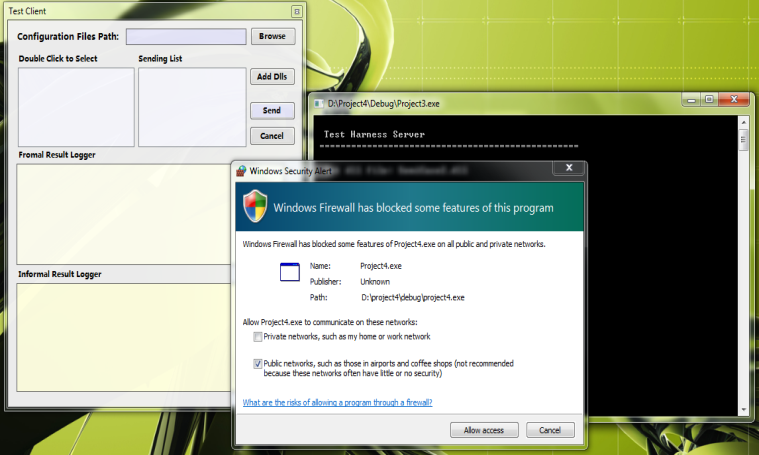 Test Client
Configuration Files Path:
Browse
Double Click to Select
Sending List
Add Dlls
Send
Cancel
Fromal Result Logger
Informal Result Logger
D:\Project4\Debug\Project3.exe
Test Harness Server
Windows Security Alert
Windows Firewall has blocked some features of this program
Windows Firewall has blocked some features of Project4.exe on all public and private networks.
Name: Project4.exe
Publisher: Unknown
Path: D:\project4\debug\project4.exe
Allow Project4.exe to communicate on these networks:
Private networks, such as my home or work network
Public networks, such as those in airports and coffee shops (not recommended
because these networks often have little or no security)
What are the risks of allowing a program through a firewall?
Allow access
Cancel